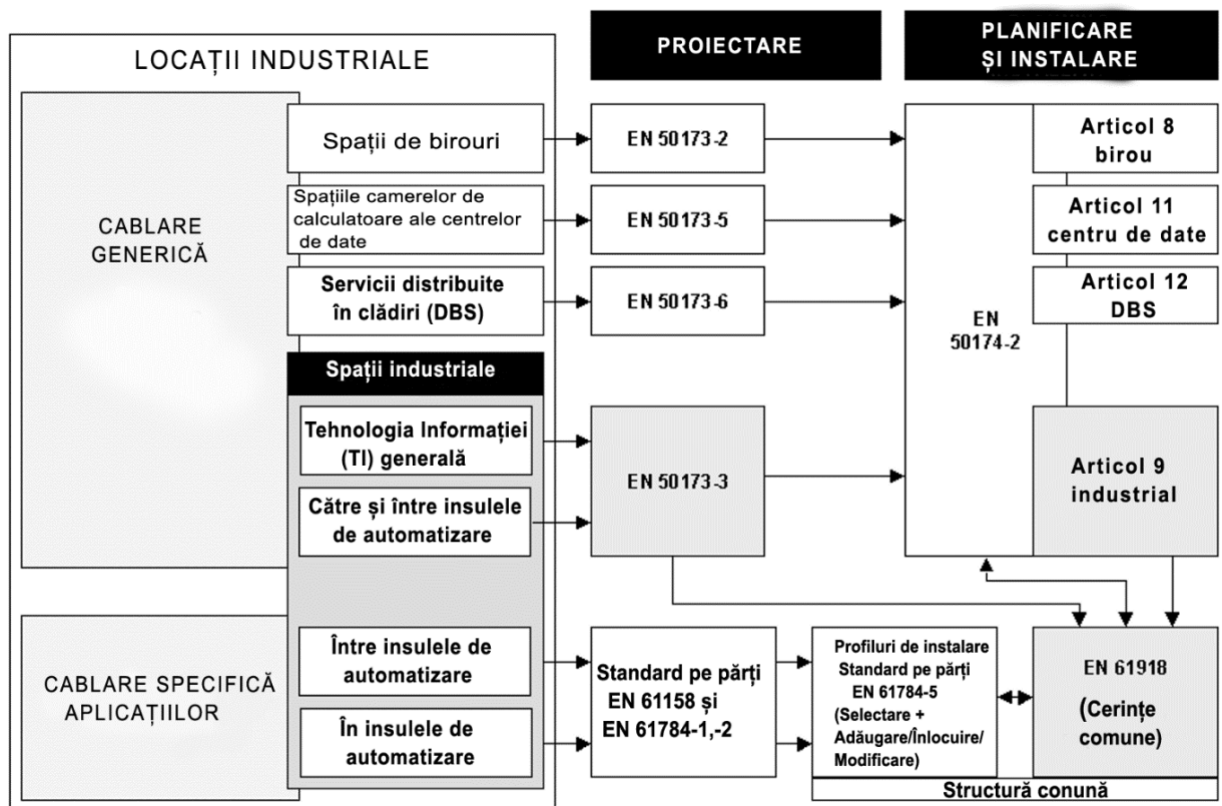 LOCAȚII INDUSTRIALE
PROIECTARE
PLANIFICARE
ȘI INSTALARE
CABLARE
GENERICĂ
Spații de birouri
EN 50173-2
Articol 8
birou
Spațiile camerelor de
calculatoare ale centrelor
de date
EN 50173-5
Articol 11
centru de date
Servicii distribuite
în clădiri (DBS)
EN 50173-6
Articol 12
DBS
EN
50174-2
Spații industriale
Tehnologia Informației
(TI) generală
Către și între insulele
de automatizare
EN 50173-3
Articol 9
industrial
CABLARE SPECIFICĂ
APLICAȚIILOR
Între insulele de
automatizare
În insulele de
automatizare
Standard pe părți
EN 61158 și
EN 61784-1,-2
Profiluri de instalare
Standard pe părți
EN 61784-5
(Selectare +
Adăugare/Înlocuire/
Modificare)
EN 61918
(Cerințe
comune)
Structură conună